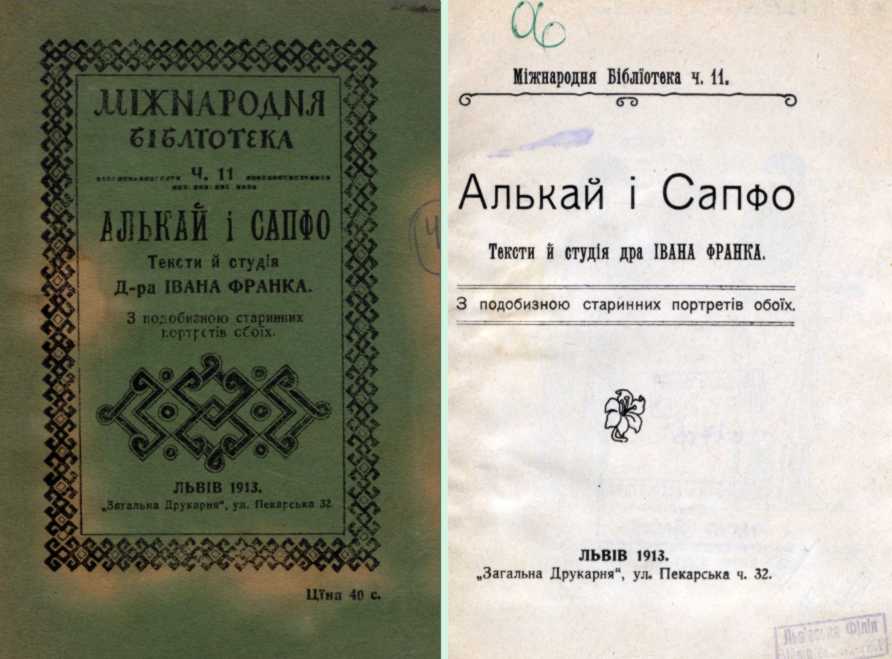 МІЖНАРОДНЯ
БІБЛІОТЕКА
Ч. 11
АЛЬКАЙ і САПФО
Тексти й студія
Д-ра ІВАНА ФРАНКА.
З подобизною старинних
портретів обоїх.
ЛЬВІВ 1913.
„Загальна Друкарня“, ул. Пекарська 32
Цїна 40 с.
Міжнародня Біблїотека ч. 11.
Алькай і Сапфо
Тексти й студія дра ІВАНА ФРАНКА.
З подобизною старинних портретів обоїх.
ЛЬВІВ 1913.
„Загальна Друкарня“, ул. Пекарська ч. 32.